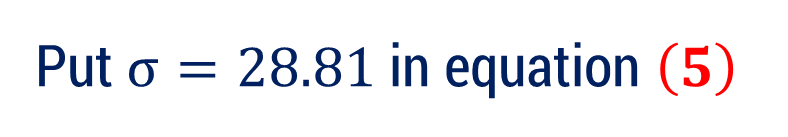 Put σ = 28.81 in equation (5)